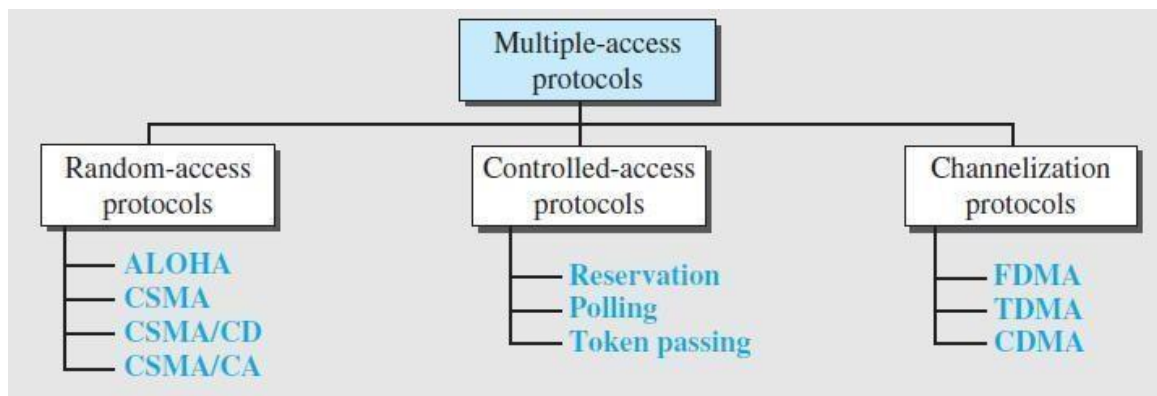 Multiple-access
protocols
Random-access
protocols
ALOHA
CSMA
CSMA/CD
CSMA/CA
Controlled-access
protocols
Reservation
Polling
Token passing
Channelization
protocols
FDMA
TDMA
CDMA